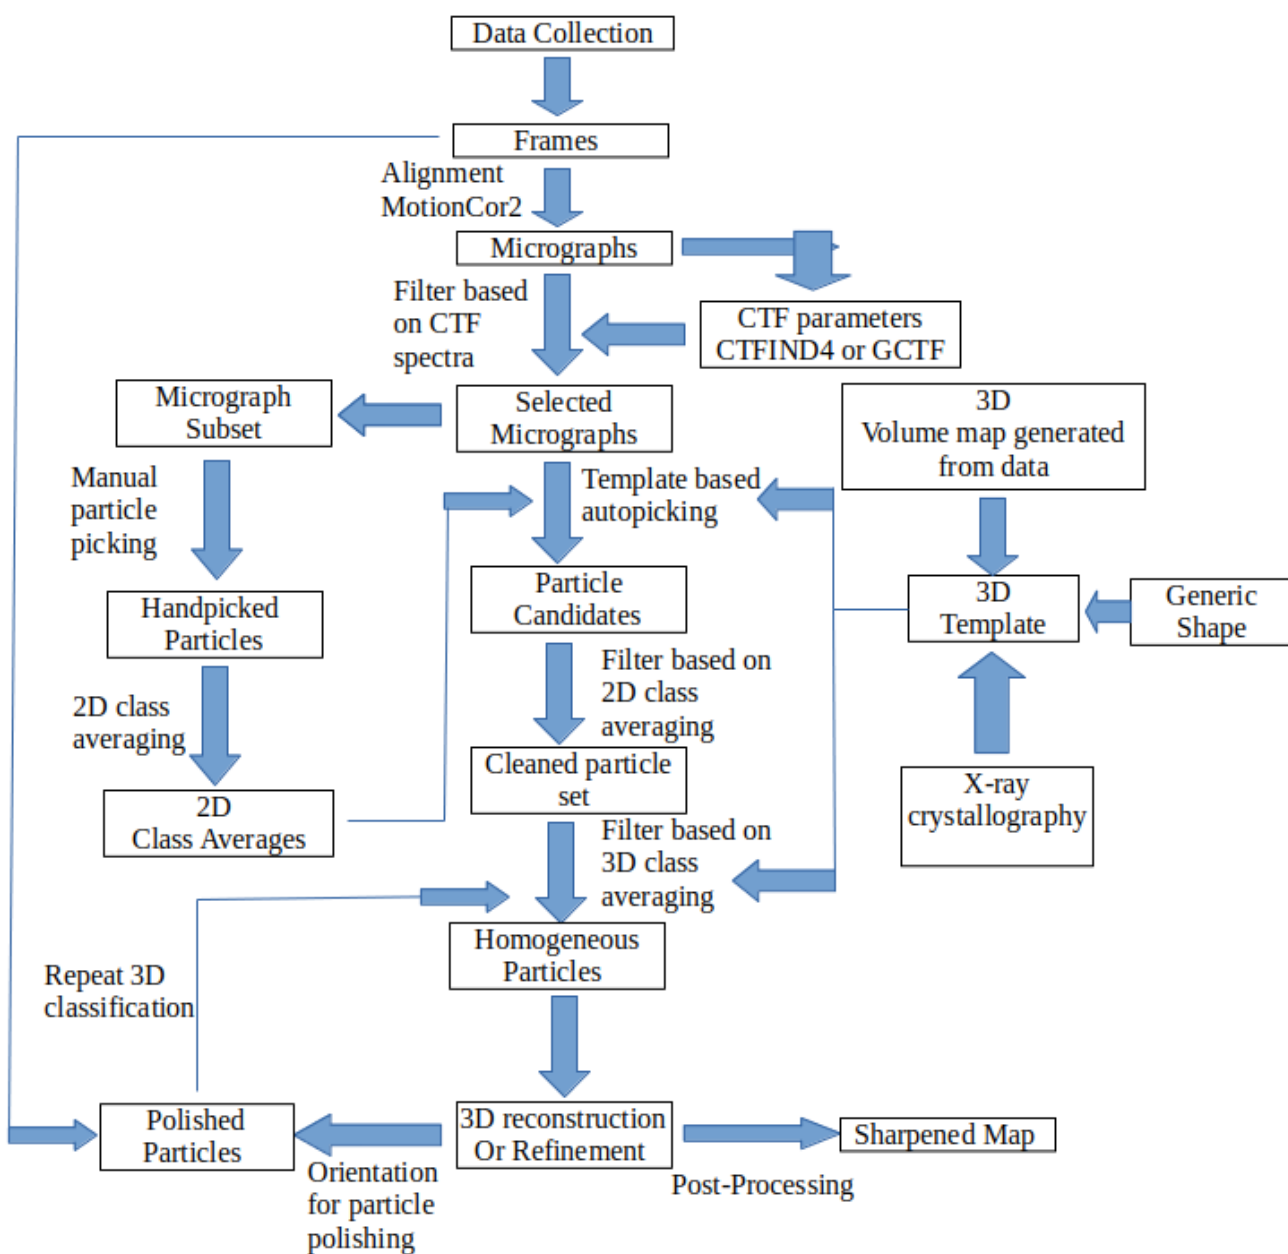 Data Collection
Frames
Alignment
MotionCor2
Micrographs
Filter based
on CTF
spectra
CTF parameters
CTFIND4 or GCTF
Micrograph
Subset
Selected
Micrographs
3D
Volume map generated
from data
Manual
particle
picking
Template based
autopicking
Handpicked
Particles
Particle
Candidates
3D
Template
Generic
Shape
2D class
averaging
Filter based on
2D class
averaging
2D
Class Averages
Cleaned particle
set
X-ray
crystallography
Filter based on
3D class
averaging
Homogeneous
Particles
Repeat 3D
classification
Polished
Particles
3D reconstruction
Or Refinement
Sharpened Map
Orientation
for particle
polishing
Post-Processing